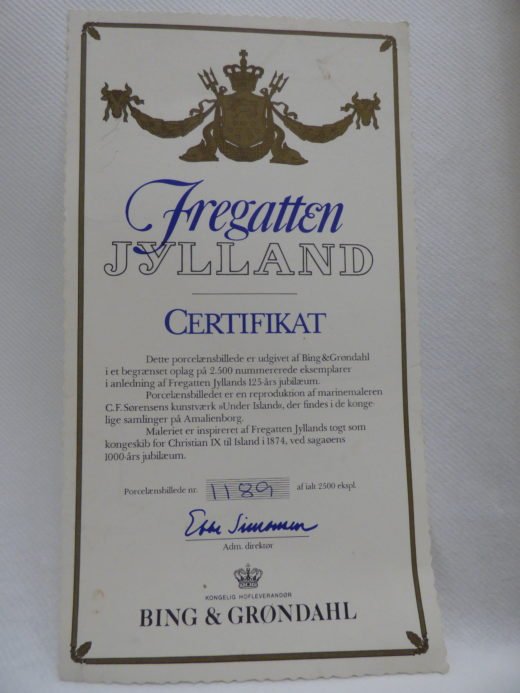 Fregatten
JYLLAND
CERTIFIKAT
Dette porcelænsbillede er udgivet af Bing & Grøndahl
i et begrænset oplag på 2.500 nummererede eksemplarer
i anledning af Fregatten Jyllands 125-års jubilæum.
Porcelænsbilledet er en reproduktion af marinemaleren
C.F. Sørensens kunstværk »Under Island«, der findes i de konge-
lige samlinger på Amalienborg.
Maleriet er inspireret af Fregatten Jyllands togt som
kongeskib for Christian IX til Island i 1874, ved sagaøens
1000-års jubilæum.
Porcelænsbillede nr. 1189 af ialt 2500 ekspl.
Ebbe Simonsen
Adm. direktør
KONGELIG HOFLEVERANDØR
BING & GRØNDAHL